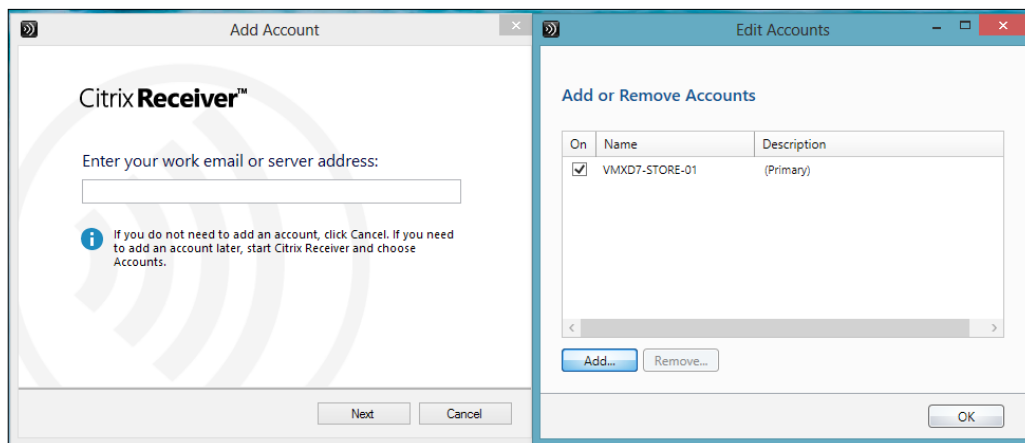 Add Account
Citrix Receiver™
Enter your work email or server address:
If you do not need to add an account, click Cancel. If you need
to add an account later, start Citrix Receiver and choose
Accounts.
Next Cancel
Edit Accounts
Add or Remove Accounts
On Name Description
VMXD7-STORE-01 (Primary)
Add... Remove...
OK